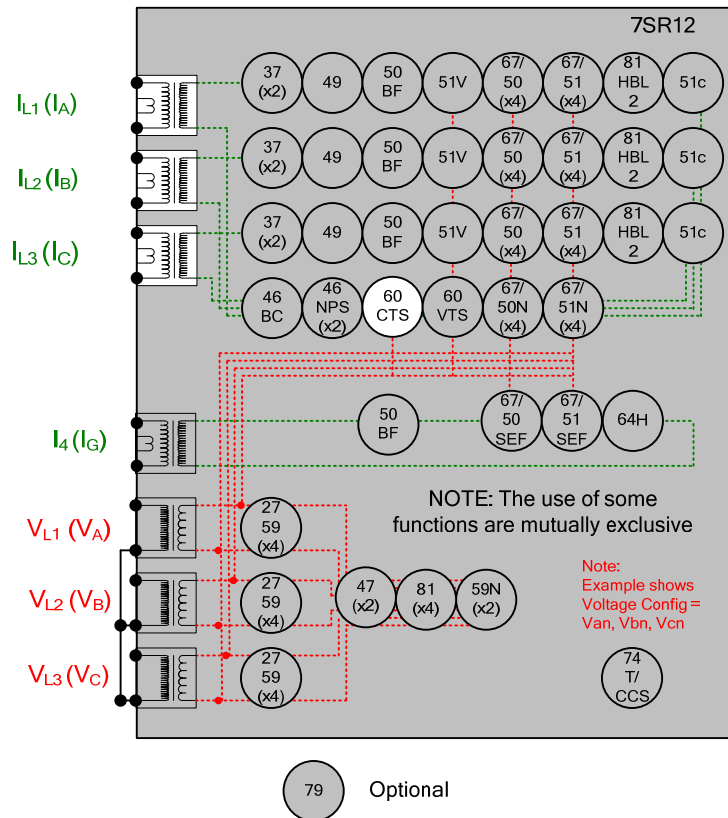 7SR12
IL1 (IA)
37
(x2)
49
50
BF
51V
67/
50
(x4)
67/
51
(x4)
81
HBL
2
51c
IL2 (IB)
37
(x2)
49
50
BF
51V
67/
50
(x4)
67/
51
(x4)
81
HBL
2
51c
IL3 (IC)
37
(x2)
49
50
BF
51V
67/
50
(x4)
67/
51
(x4)
81
HBL
2
51c
46
BC
46
NPS
(x2)
60
CTS
60
VTS
67/
50N
(x4)
67/
51N
(x4)
I4 (IG)
50
BF
67/
50
SEF
67/
51
SEF
64H
NOTE: The use of some
functions are mutually exclusive
VL1 (VA)
27
59
(x4)
VL2 (VB)
27
59
(x4)
47
(x2)
81
(x4)
59N
(x2)
Note:
Example shows
Voltage Config =
Van, Vbn, Vcn
VL3 (VC)
27
59
(x4)
74
T/
CCS
79
Optional